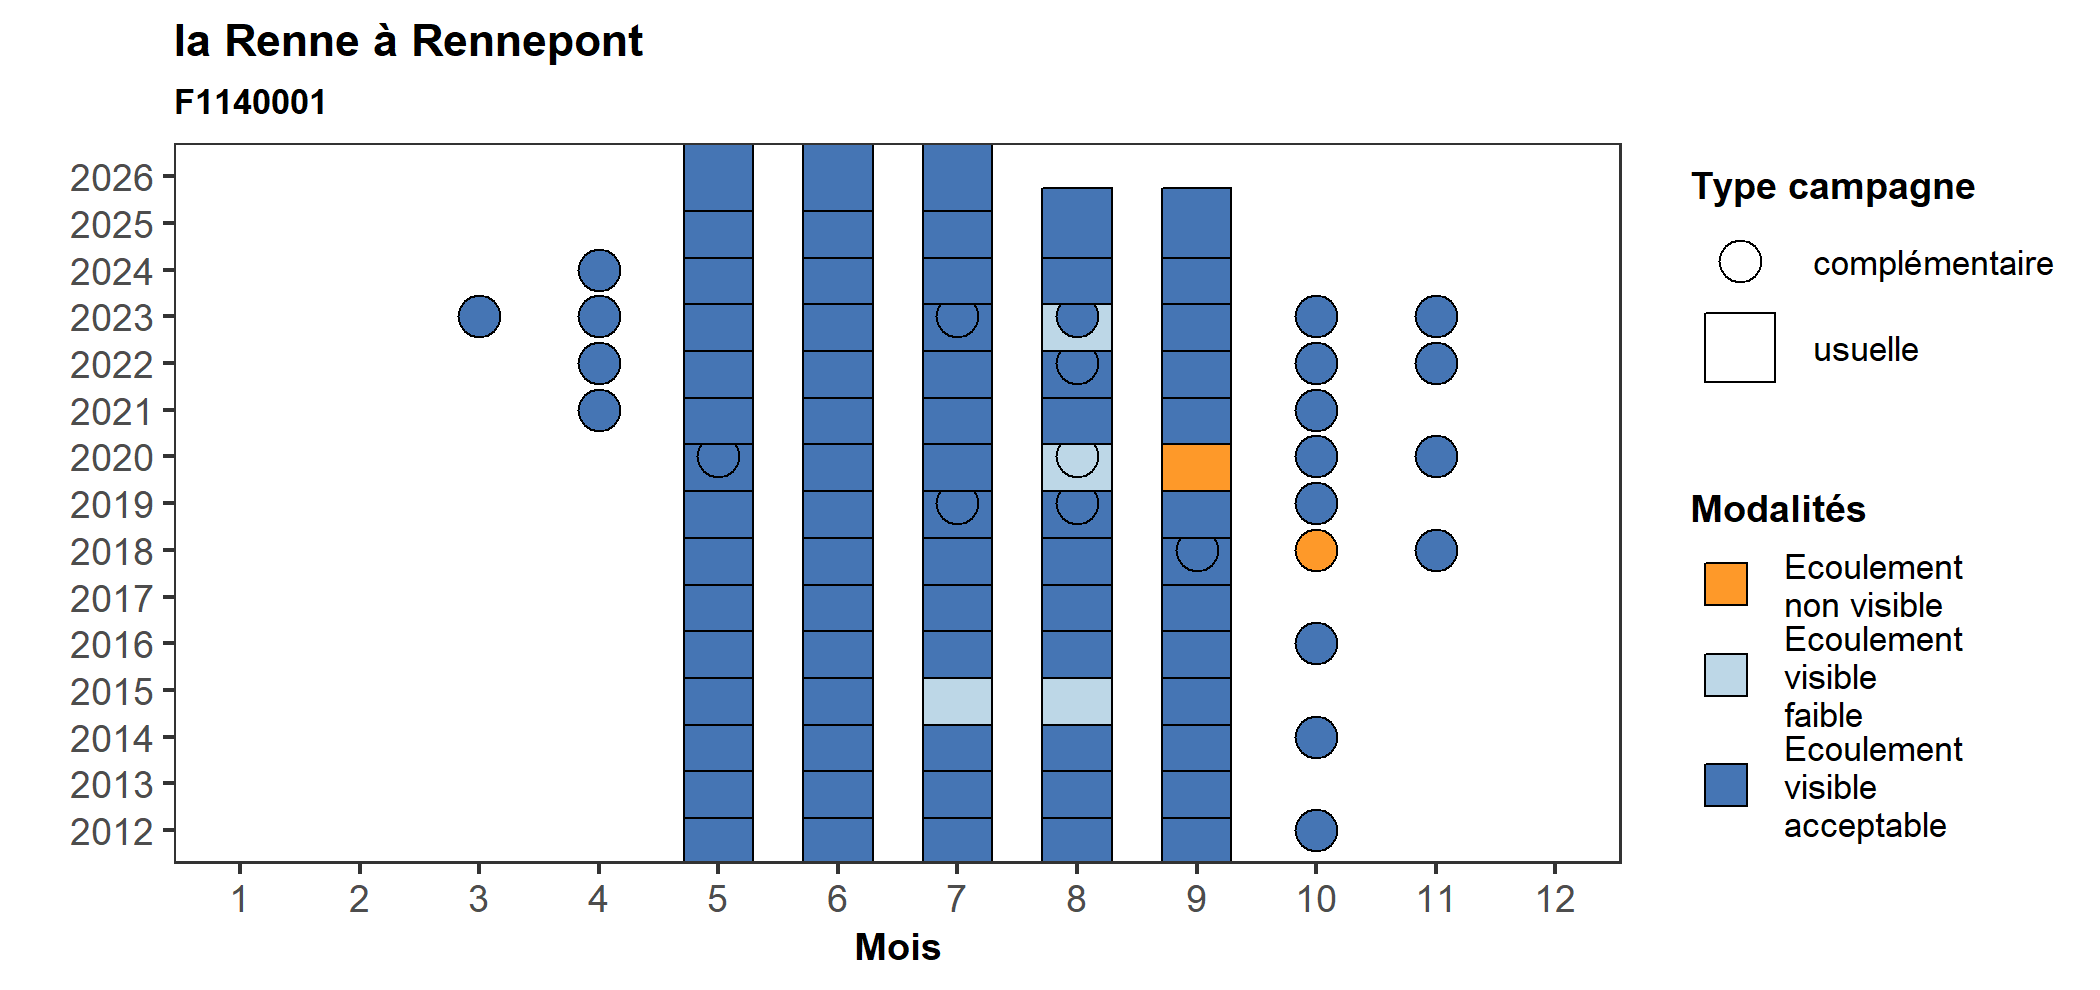 la Renne à Rennepont
F1140001
2026
2025
2024
2023
2022
2021
2020
2019
2018
2017
2016
2015
2014
2013
2012
1 2 3 4 5 6 7 8 9 10 11 12
Mois
Type campagne
complémentaire
usuelle
Modalités
Ecoulement
non visible
Ecoulement
visible
faible
Ecoulement
visible
acceptable